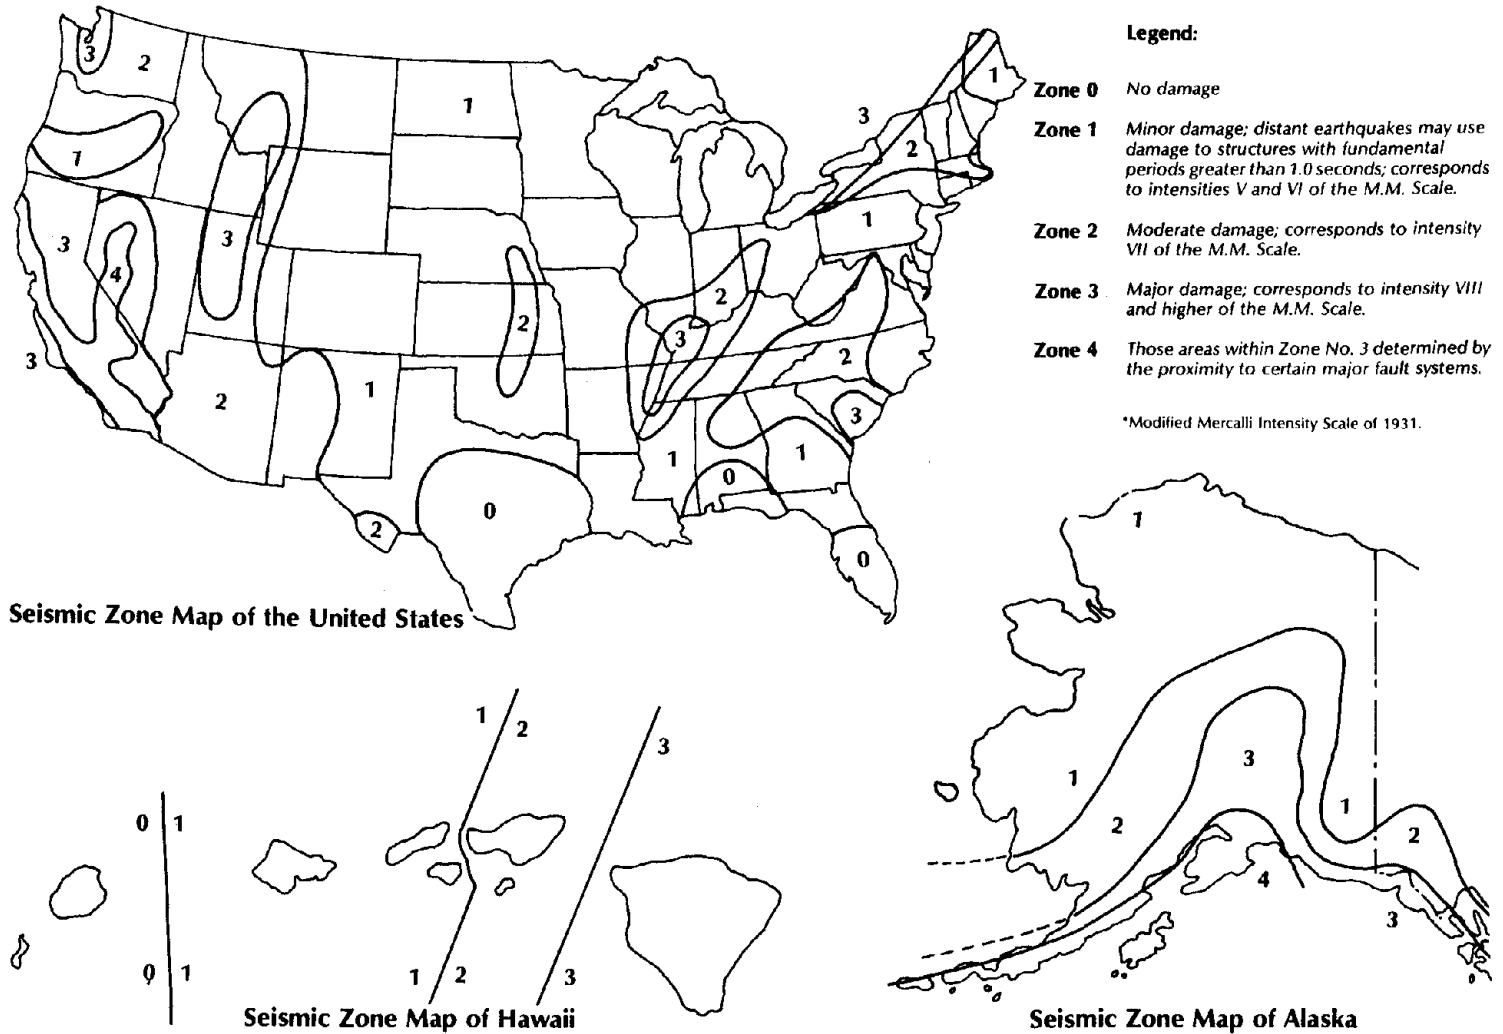 Legend:
Zone 0 No damage
Zone 1 Minor damage; distant earthquakes may use
damage to structures with fundamental
periods greater than 1.0 seconds; corresponds
to intensities V and VI of the M.M. Scale.
Zone 2 Moderate damage; corresponds to intensity
VII of the M.M. Scale.
Zone 3 Major damage; corresponds to intensity VIII
and higher of the M.M. Scale.
Zone 4 Those areas within Zone No. 3 determined by
the proximity to certain major fault systems.
*Modified Mercalli Intensity Scale of 1931.
3
2
1
3
1
2
3
1
3
4
3
2
2
3
1
2
3
2
1
3
1
0
1
2
0
0
Seismic Zone Map of the United States
1
2
3
0
1
0
1
1
2
3
Seismic Zone Map of Hawaii
1
3
1
1
2
2
4
3
Seismic Zone Map of Alaska